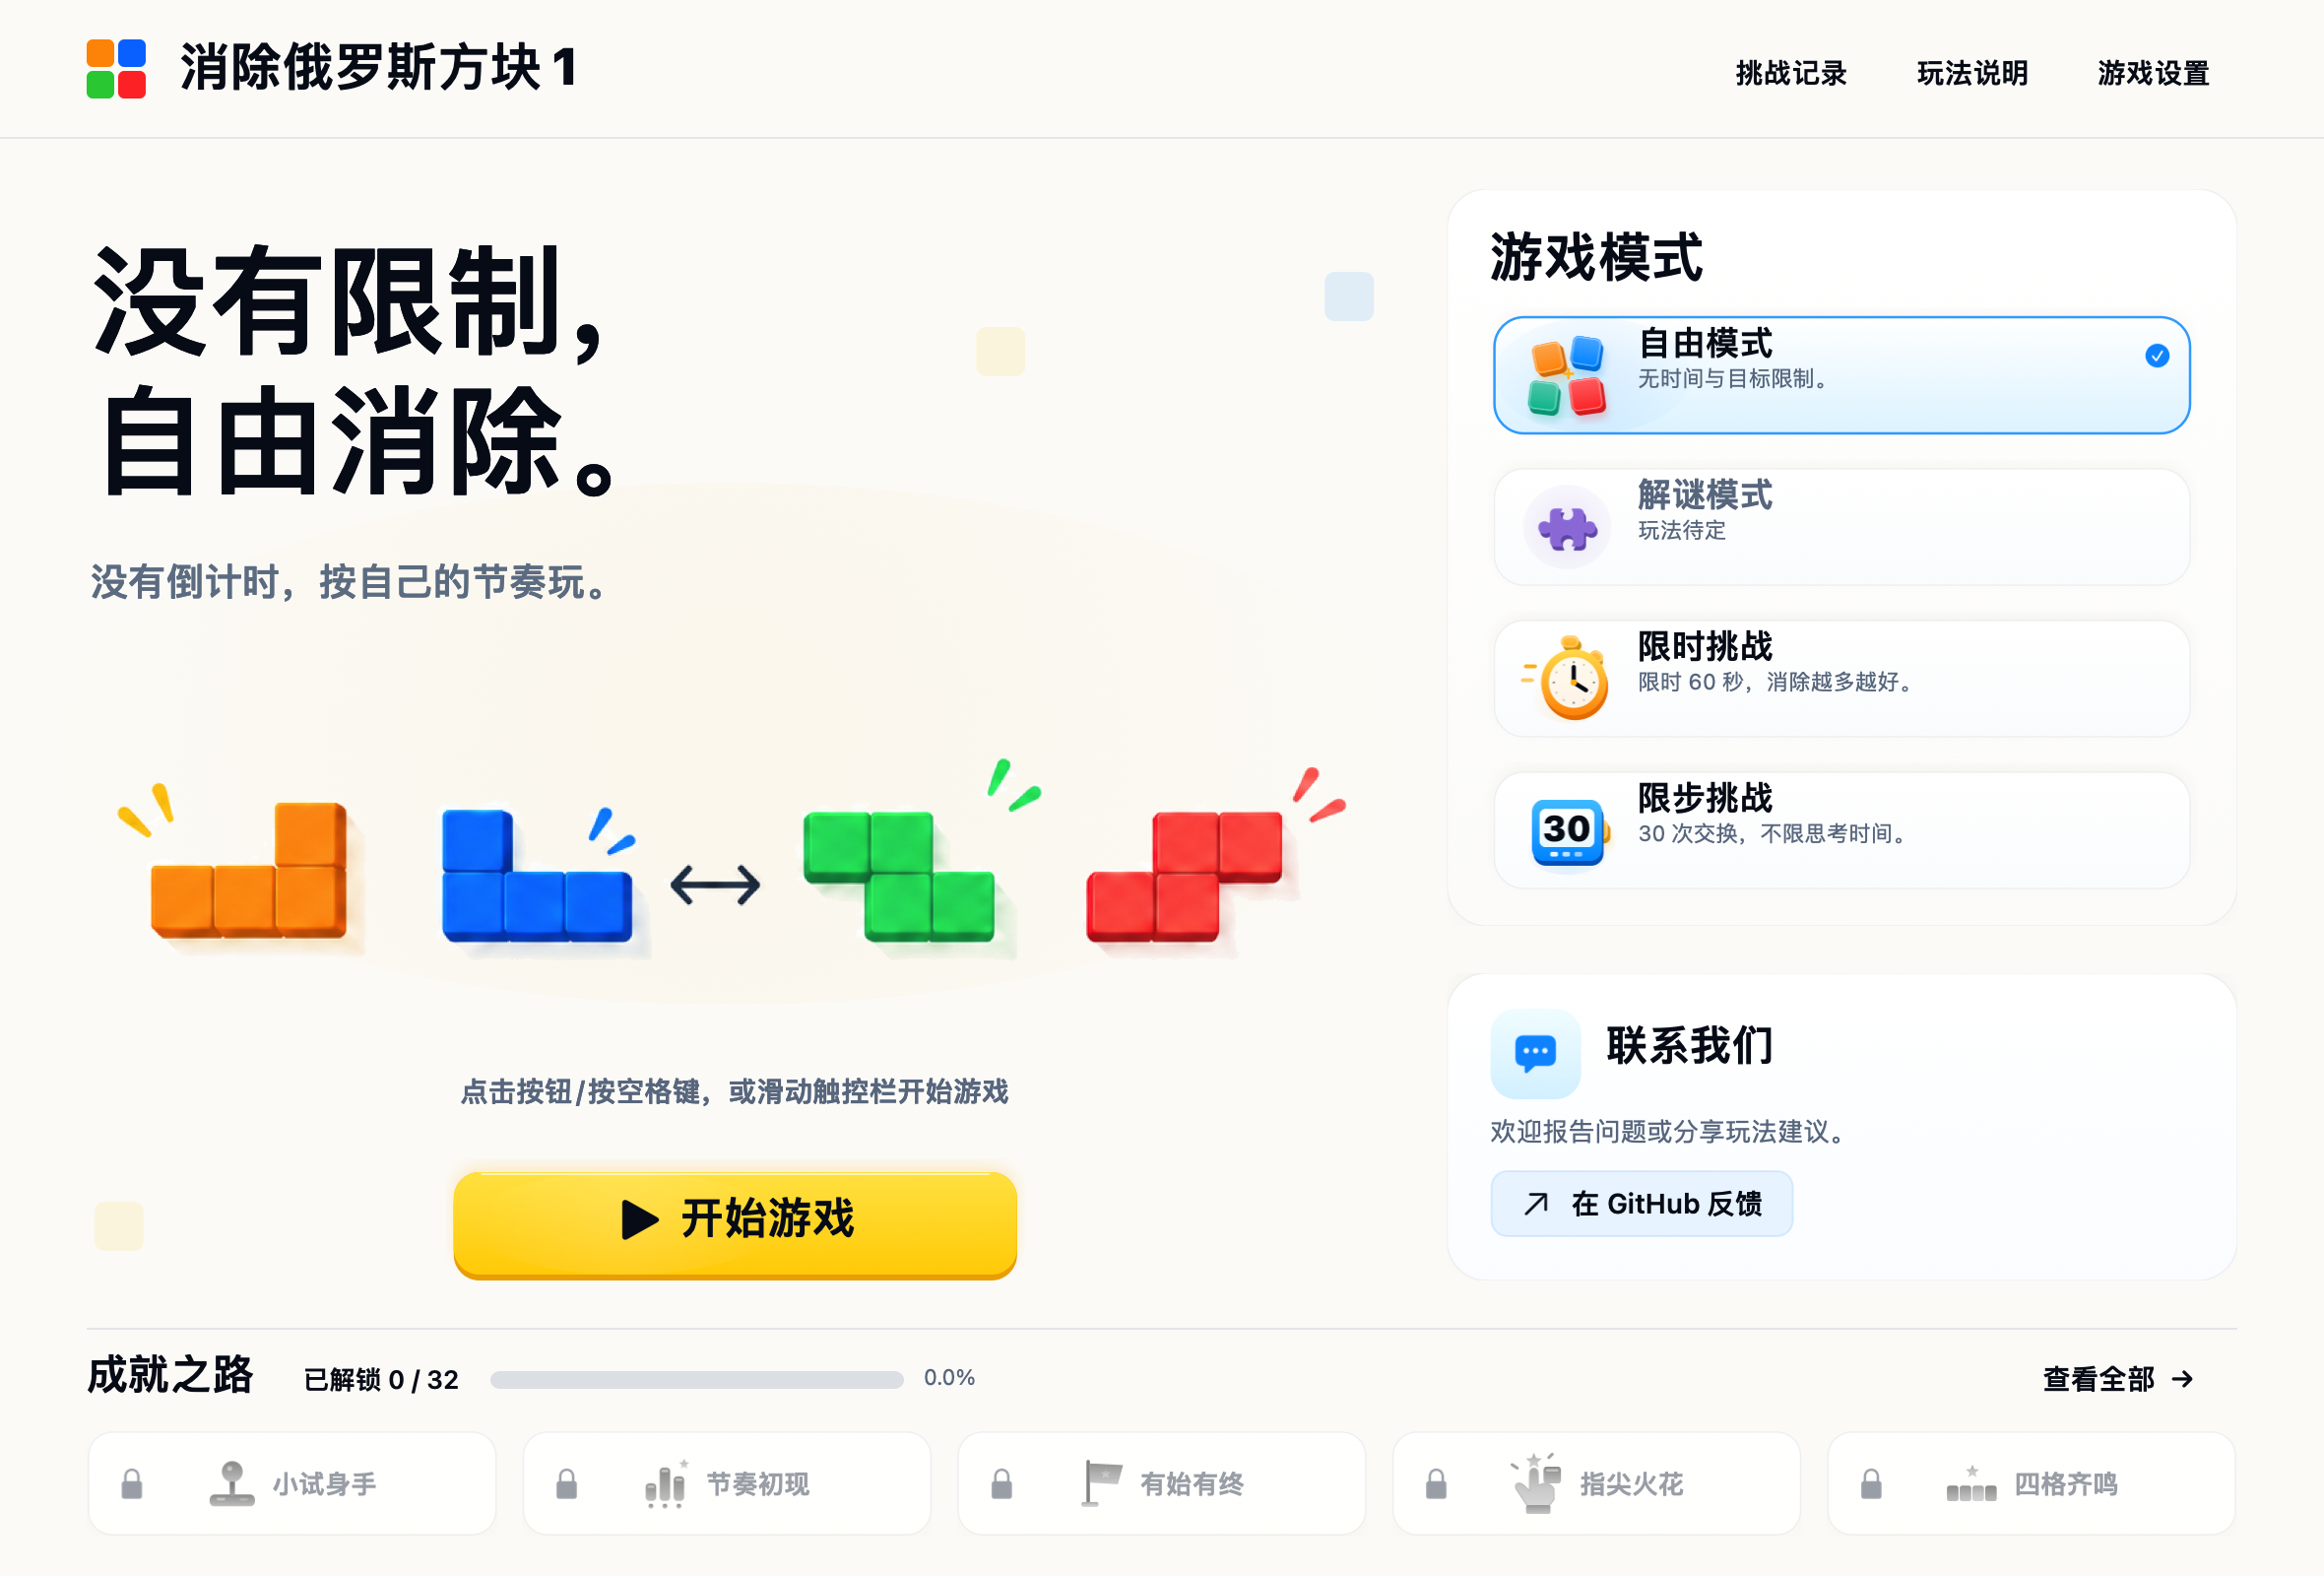 消除俄罗斯方块 1
挑战记录
玩法说明
游戏设置
没有限制，
自由消除。
没有倒计时，按自己的节奏玩。
点击按钮/按空格键，或滑动触控栏开始游戏
开始游戏
游戏模式
自由模式
无时间与目标限制。
解谜模式
玩法待定
限时挑战
限时 60 秒，消除越多越好。
30
限步挑战
30 次交换，不限思考时间。
联系我们
欢迎报告问题或分享玩法建议。
在 GitHub 反馈
成就之路
已解锁 0 / 32
0.0%
查看全部
小试身手
节奏初现
有始有终
指尖火花
四格齐鸣